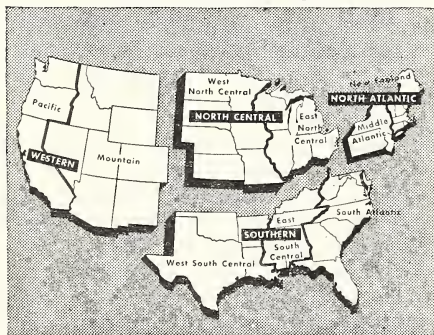 Pacific
WESTERN
Mountain
West
North Central
NORTH CENTRAL
East
North
Central
New England
NORTH ATLANTIC
Middle
Atlantic
West South Central
SOUTHERN
East
South
Central
South Atlantic